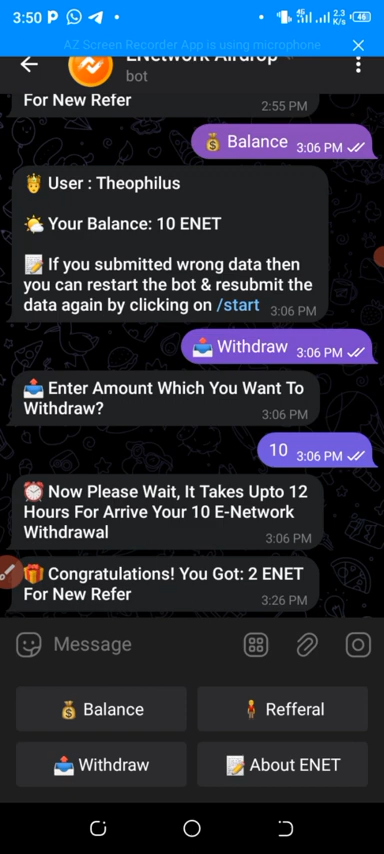 3:50
2.3
K/s
46
AZ Screen Recorder App is using microphone
ENetwork Airdrop
bot
For New Refer
2:55 PM
💰 Balance 3:06 PM
🤴 User : Theophilus
🌤 Your Balance: 10 ENET
📝 If you submitted wrong data then
you can restart the bot & resubmit the
data again by clicking on /start 3:06 PM
📤 Withdraw 3:06 PM
📤 Enter Amount Which You Want To
Withdraw?
3:06 PM
10 3:06 PM
⏰ Now Please Wait, It Takes Upto 12
Hours For Arrive Your 10 E-Network
Withdrawal
3:06 PM
🎁 Congratulations! You Got: 2 ENET
For New Refer
3:26 PM
Message
💰 Balance
🧍 Refferal
📤 Withdraw
📝 About ENET